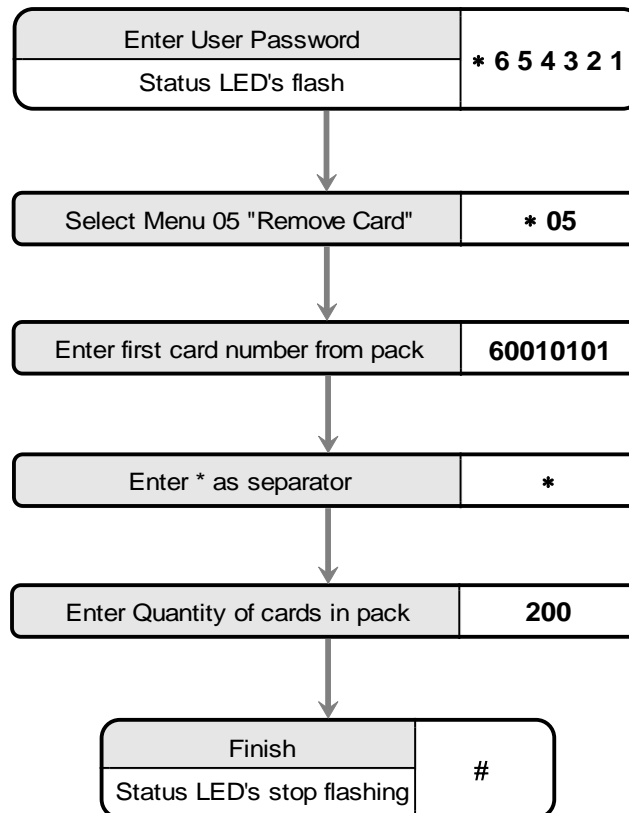 Enter User Password
* 6 5 4 3 2 1
Status LED's flash
Select Menu 05 "Remove Card"
* 05
Enter first card number from pack
60010101
Enter * as separator
*
Enter Quantity of cards in pack
200
Finish
#
Status LED's stop flashing